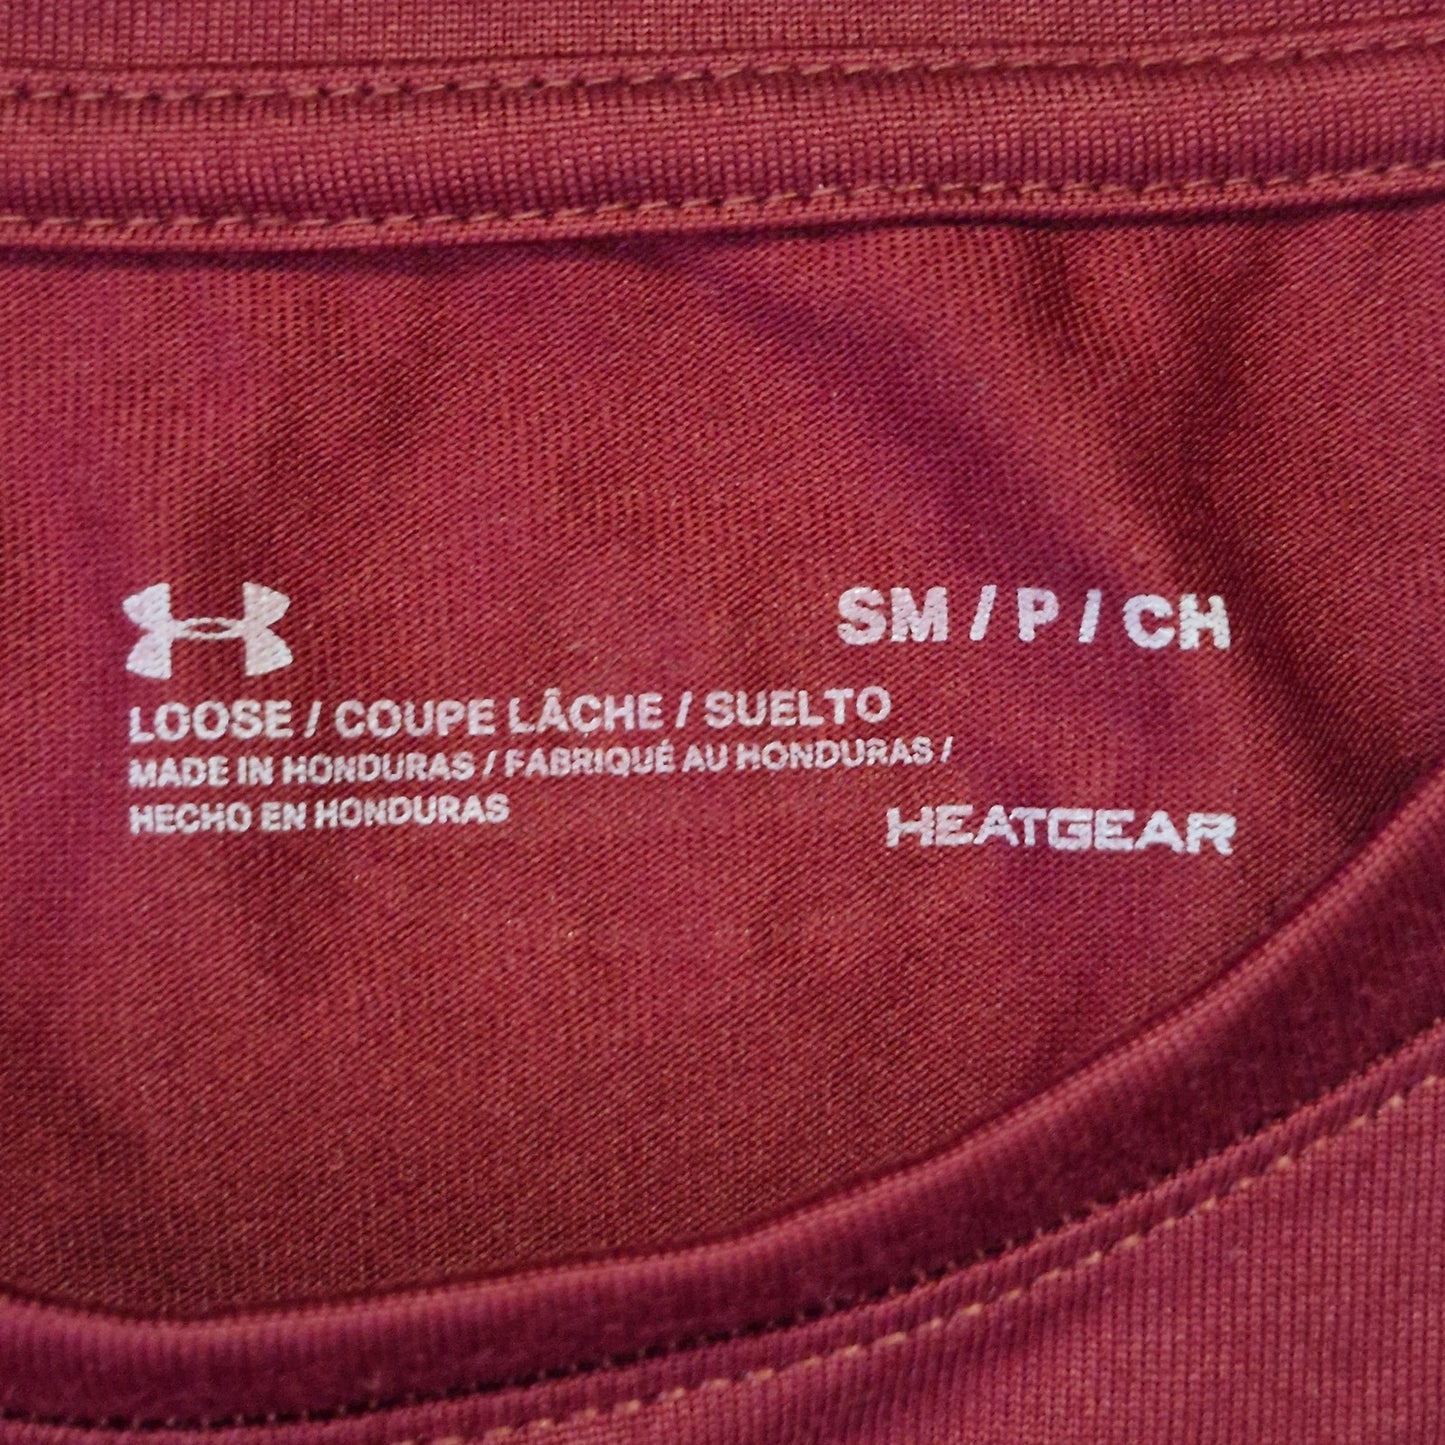 SM / P / CH
LOOSE / COUPE LÂCHE / SUELTO
MADE IN HONDURAS / FABRIQUÉ AU HONDURAS /
HECHO EN HONDURAS
HEATGEAR